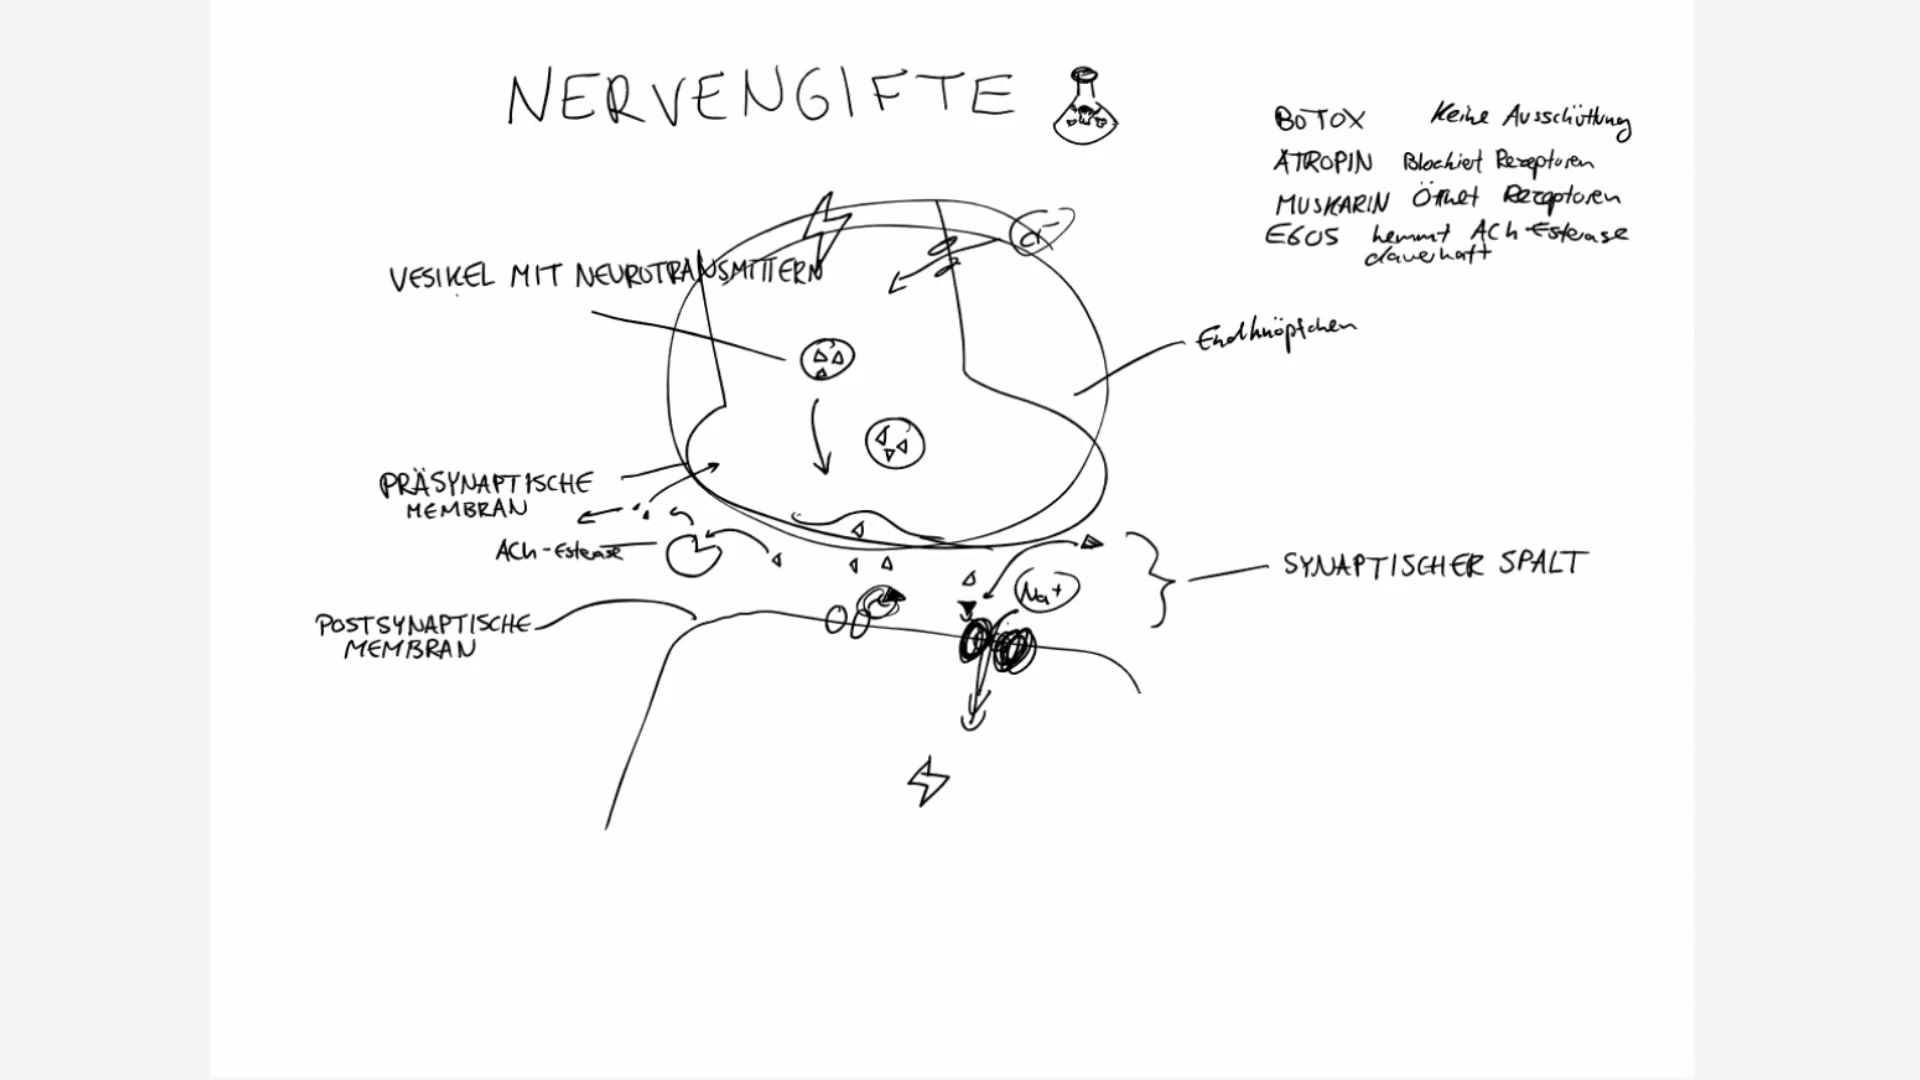 NERVENGIFTE
BOTOX Keine Ausschüttung
ATROPIN Blockiert Rezeptoren
MUSKARIN Öffnet Rezeptoren
E605 hemmt ACh-Esterase
dauerhaft
VESIKEL MIT NEUROTRANSMITTERN
Endknöpfchen
PRÄSYNAPTISCHE
MEMBRAN
ACh-Esterase
Na+
SYNAPTISCHER SPALT
POSTSYNAPTISCHE
MEMBRAN